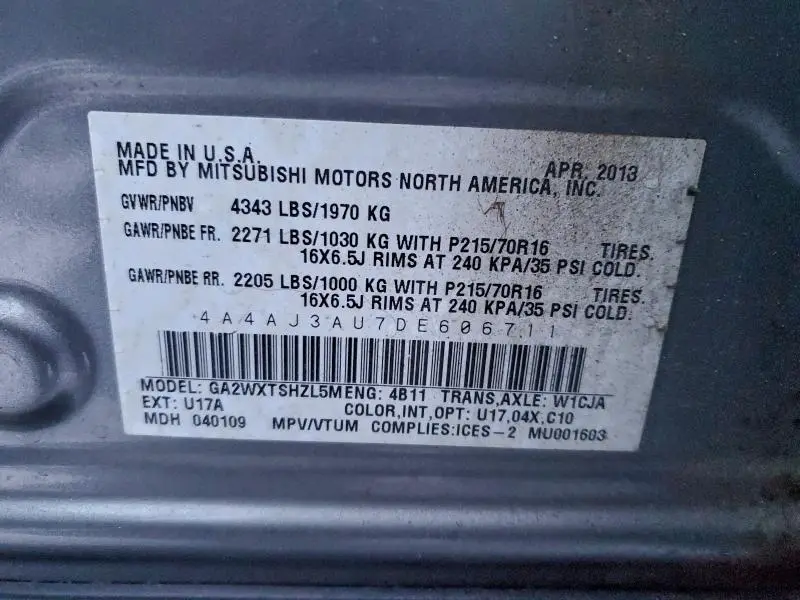 MADE IN U.S.A. APR, 2013
MFD BY MITSUBISHI MOTORS NORTH AMERICA, INC.
GVWR/PNBV 4343 LBS/1970 KG
GAWR/PNBE FR. 2271 LBS/1030 KG WITH P215/70R16 TIRES.
16X6.5J RIMS AT 240 KPA/35 PSI COLD.
GAWR/PNBE RR. 2205 LBS/1000 KG WITH P215/70R16 TIRES.
16X6.5J RIMS AT 240 KPA/35 PSI COLD.
4A4AJ3AU7DE606711
MODEL: GA2WXTSHZL5M ENG: 4B11 TRANS,AXLE: W1CJA
EXT: U17A COLOR,INT,OPT: U17,04X,C10
MDH 040109 MPV/VTUM COMPLIES:ICES-2 MU001603